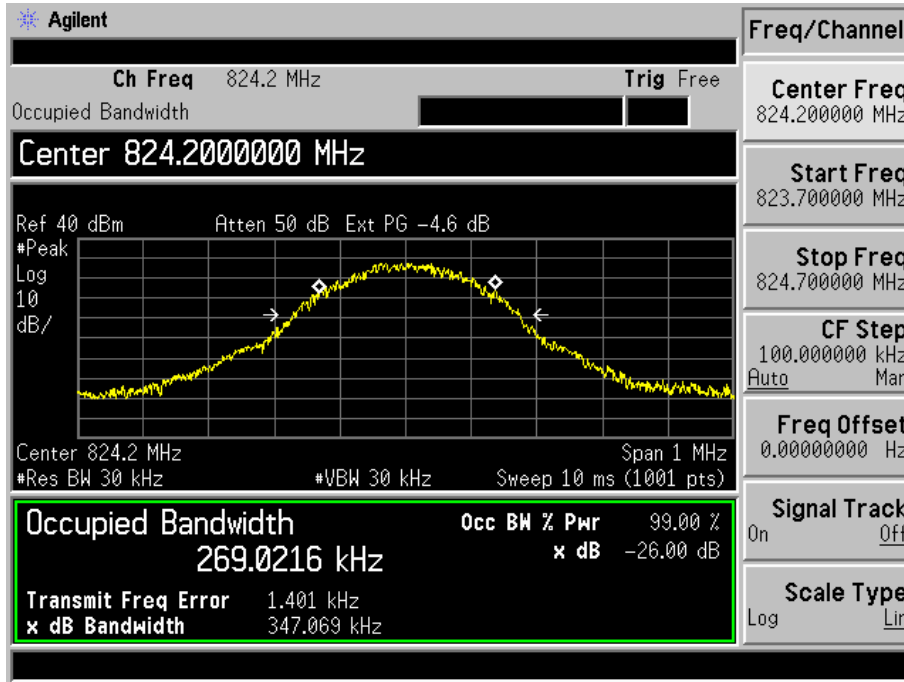 Agilent
Freq/Channel
Ch Freq 824.2 MHz Trig Free
Occupied Bandwidth
Center 824.2000000 MHz
Ref 40 dBm Atten 50 dB Ext PG -4.6 dB
#Peak
Log
10
dB/
Center 824.2 MHz Span 1 MHz
#Res BW 30 kHz #VBW 30 kHz Sweep 10 ms (1001 pts)
Occupied Bandwidth
269.0216 kHz
Occ BW % Pwr 99.00 %
x dB -26.00 dB
Transmit Freq Error 1.401 kHz
x dB Bandwidth 347.069 kHz
Center Freq
824.200000 MHz
Start Freq
823.700000 MHz
Stop Freq
824.700000 MHz
CF Step
100.000000 kHz
Auto Man
Freq Offset
0.00000000 Hz
Signal Track
On Off
Scale Type
Log Lin